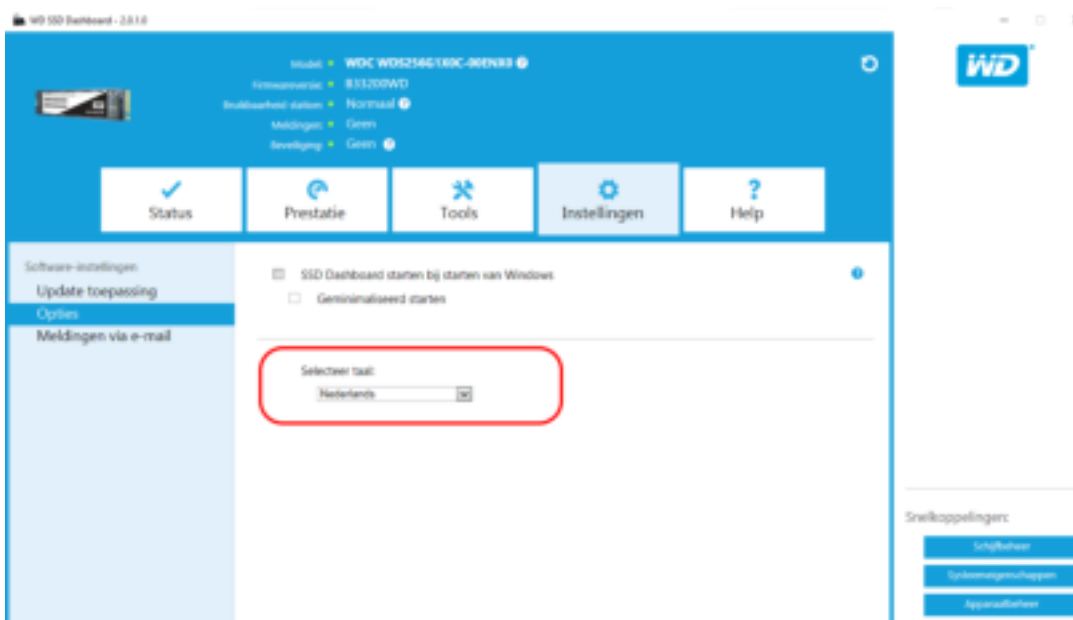 WD SSD Dashboard - 2.0.1.0
Model: WDC WDS256G1X0C-00ENX0 ?
Firmwareversie: B33200WD
Bruikbaarheid station: Normaal ?
Meldingen: Geen
Beveiliging: Geen ?
WD
Status
Prestatie
Tools
Instellingen
? Help
Software-instellingen
Update toepassing
Opties
Meldingen via e-mail
SSD Dashboard starten bij starten van Windows
Geminimaliseerd starten
Selecteer taal:
Nederlands
Snelkoppelingen:
Schijfbeheer
Systeemeigenschappen
Apparaatbeheer